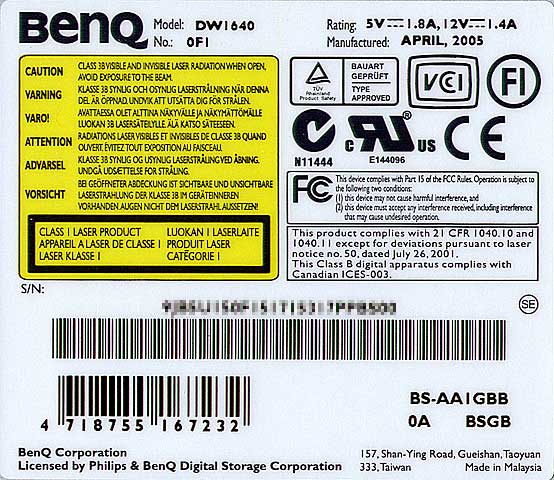 BenQ
Model: DW1640
No.: 0F1
Rating: 5V⎓1.8A, 12V⎓1.4A
Manufactured: APRIL, 2005
CAUTION CLASS 3B VISIBLE AND INVISIBLE LASER RADIATION WHEN OPEN,
AVOID EXPOSURE TO THE BEAM.
VARNING KLASSE 3B SYNLIG OCH OSYNLIG LASERSTRÅLNING NÄR DENNA
DEL ÄR ÖPPNAD UNDVIK ATT UTSÄTTA DIG FÖR STRÅLEN.
VARO! AVATTAESSA OLET ALTTIINA NÄKYVÄLLE JA NÄKYMÄTTÖMÄLLE
LUOKAN 3B LASERSÄTEILYLLE ÄLÄ KATSO SÄTEESEEN.
ATTENTION RADIATIONS LASER VISIBLES ET INVISIBLES DE CLASSE 3B QUAND
OUVERT. ÉVITEZ TOUT EXPOSITION AU FAISCEAU.
ADVARSEL KLASSE 3B SYNLIG OG USYNLIG LASERSTRÅLING VED ÅBNING.
UNDGÅ UDSÆTTELSE FOR STRÅLING.
VORSICHT BEI GEÖFFNETER ABDECKUNG IST SICHTBARE UND UNSICHTBARE
LASERSTRAHLUNG DER KLASSE 3B IM GERÄTEINNEREN
VORHANDEN AUGEN NICHT DEM LASERSTRAHL AUSSETZEN!
CLASS 1 LASER PRODUCT LUOKAN 1 LASERLAITE
APPAREIL A LASER DE CLASSE 1 PRODUIT LASER
LASER KLASSE 1 CATÉGORIE 1
TÜV
Rheinland
Product Safety
BAUART
GEPRÜFT
TYPE
APPROVED
VCI
FI
N11444
c RU US
E144096
CE
FC This device complies with Part 15 of the FCC Rules. Operation is subject to
the following two conditions:
(1) this device may not cause harmful interference, and
(2) this device must accept any interference received, including interference
that may cause undesired operation.
This product complies with 21 CFR 1040.10 and
1040.11 except for deviations pursuant to laser
notice no. 50, dated July 26, 2001.
This Class B digital apparatus complies with
Canadian ICES-003.
S/N:
SE
4 718755 167232
BS-AA1GBB
0A BSGB
BenQ Corporation
Licensed by Philips & BenQ Digital Storage Corporation
157, Shan-Ying Road, Gueishan, Taoyuan
333, Taiwan Made in Malaysia